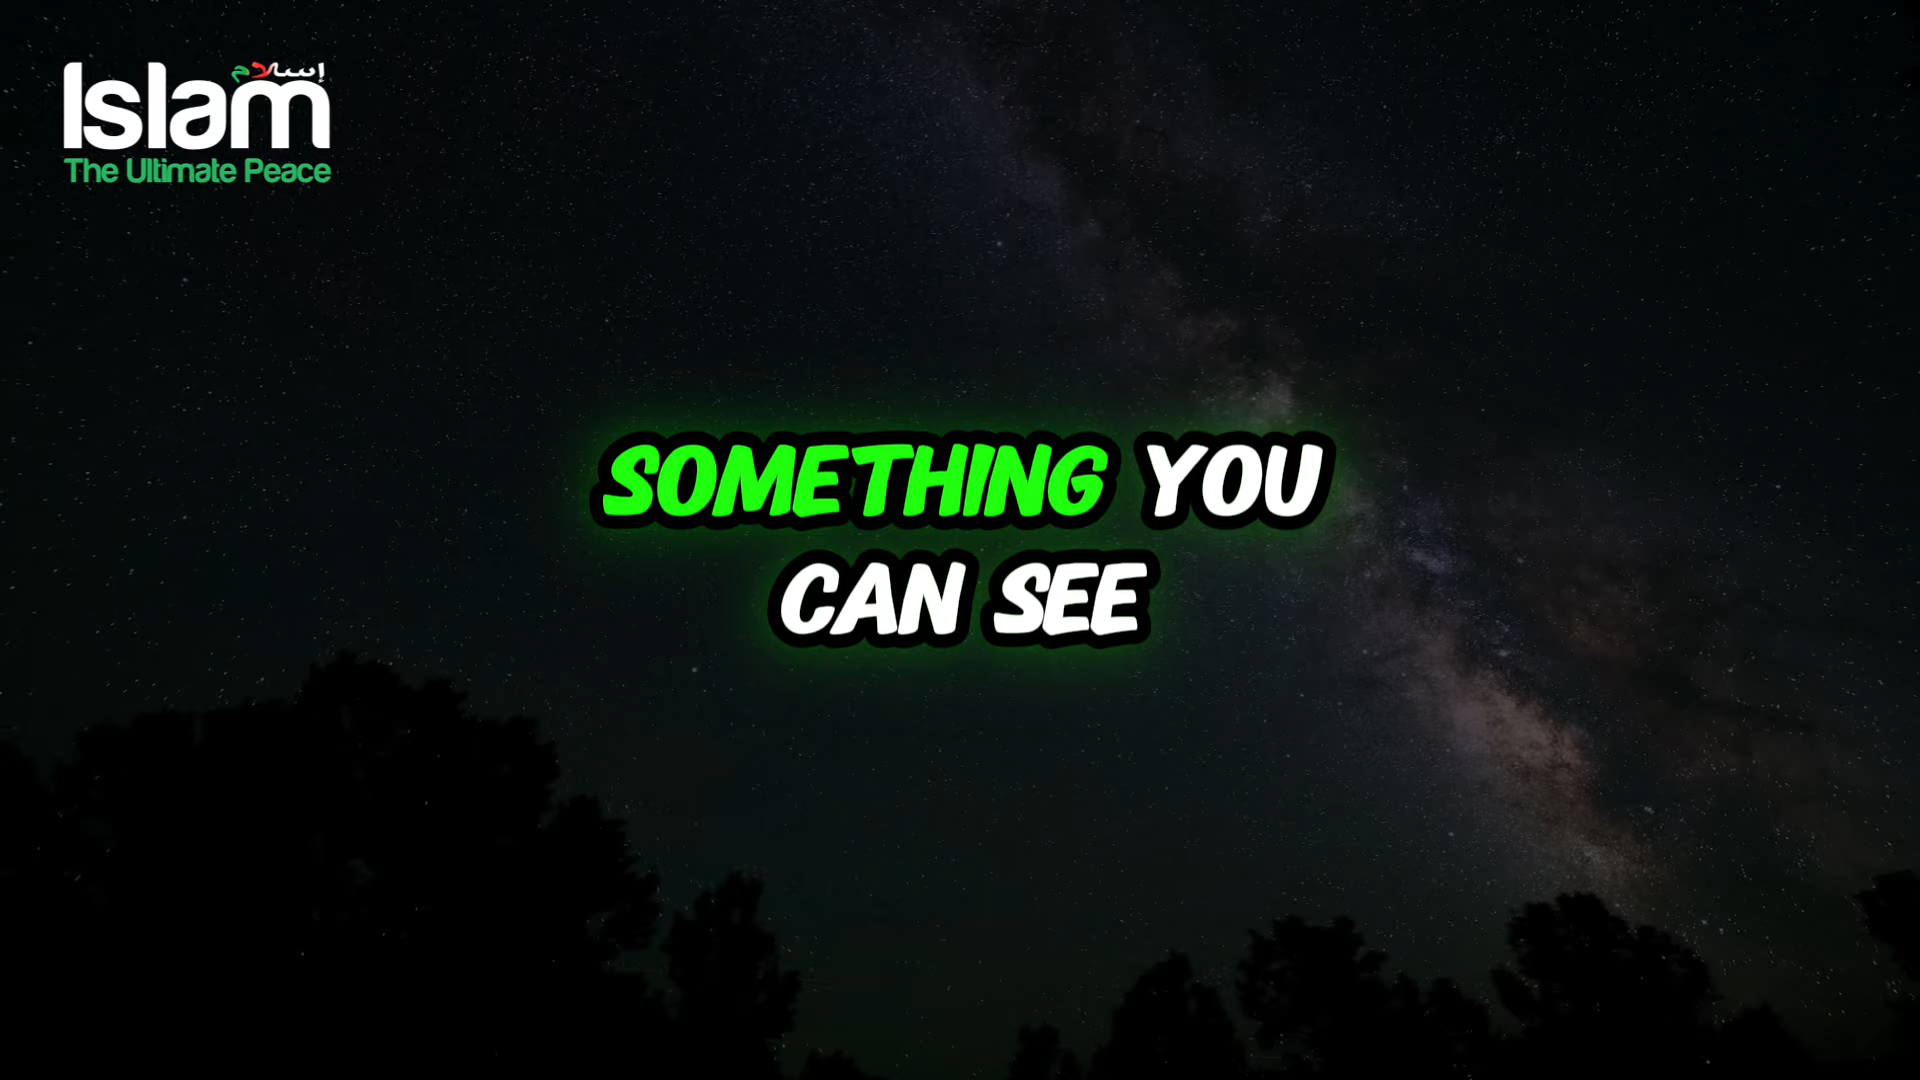 إسلام
Islam
The Ultimate Peace
SOMETHING YOU
CAN SEE